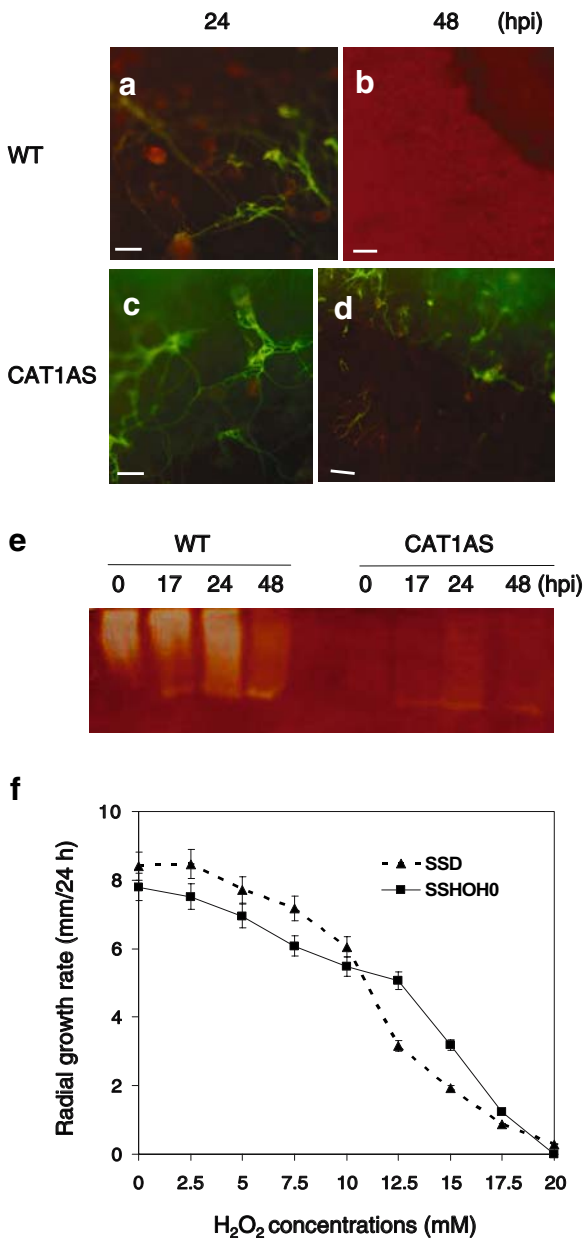 24 48 (hpi)
a b
WT
c d
CAT1AS
e
WT CAT1AS
0 17 24 48 0 17 24 48 (hpi)
f
10
8
6
4
2
0
Radial growth rate (mm/24 h)
SSD
SSHOH0
0 2.5 5 7.5 10 12.5 15 17.5 20
H₂O₂ concentrations (mM)